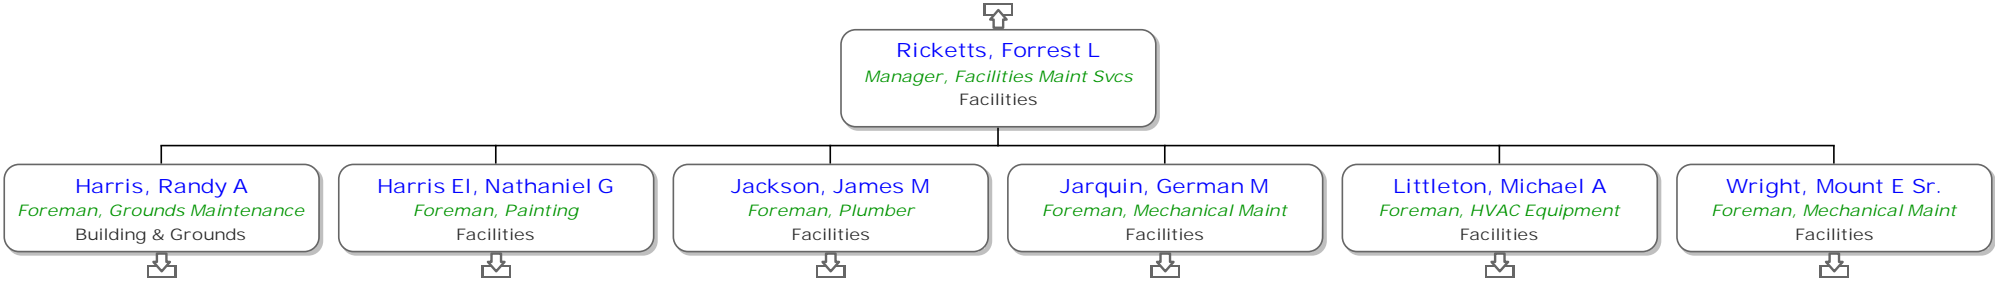 Ricketts, Forrest L
Manager, Facilities Maint Svcs
Facilities
Harris, Randy A
Foreman, Grounds Maintenance
Building & Grounds
Harris El, Nathaniel G
Foreman, Painting
Facilities
Jackson, James M
Foreman, Plumber
Facilities
Jarquin, German M
Foreman, Mechanical Maint
Facilities
Littleton, Michael A
Foreman, HVAC Equipment
Facilities
Wright, Mount E Sr.
Foreman, Mechanical Maint
Facilities